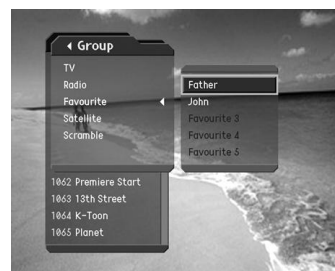 Group
TV
Radio
Favourite
Satellite
Scramble
Father
John
Favourite 3
Favourite 4
Favourite 5
1062 Premiere Start
1063 13th Street
1064 K-Toon
1065 Planet